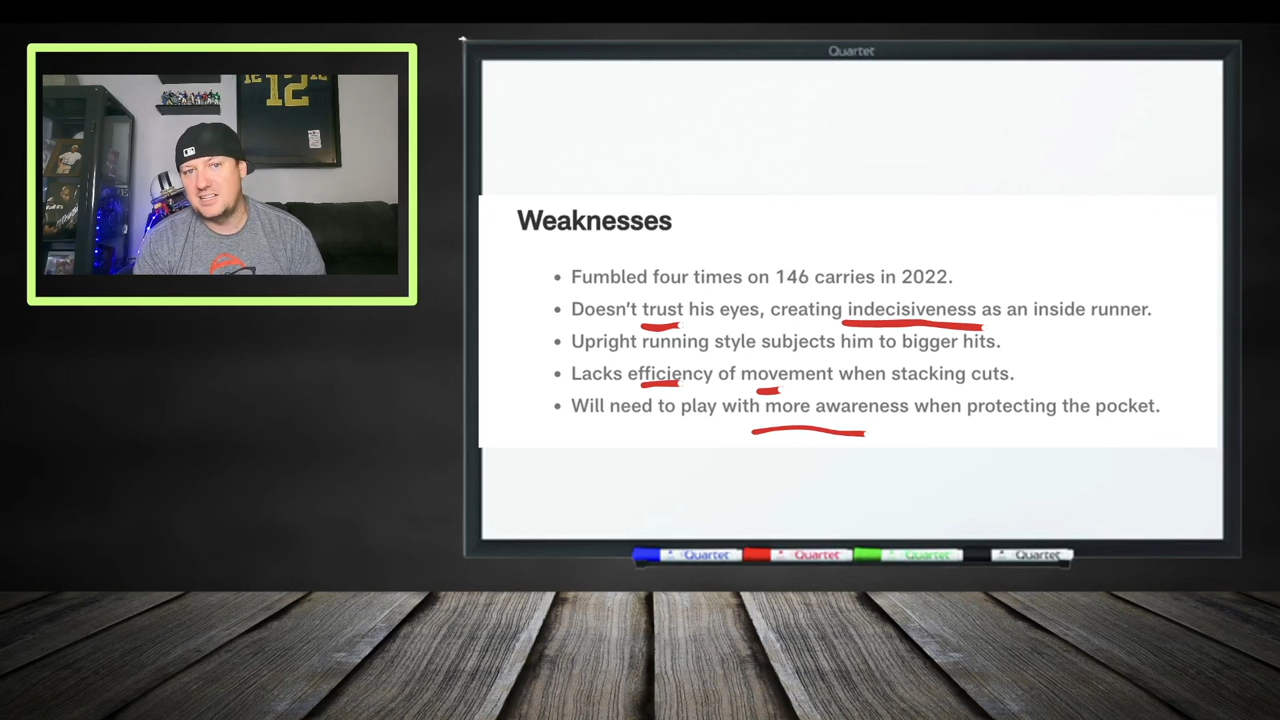 Quartet
12 12 12
Weaknesses
• Fumbled four times on 146 carries in 2022.
• Doesn’t trust his eyes, creating indecisiveness as an inside runner.
• Upright running style subjects him to bigger hits.
• Lacks efficiency of movement when stacking cuts.
• Will need to play with more awareness when protecting the pocket.
Quartet Quartet Quartet Quartet